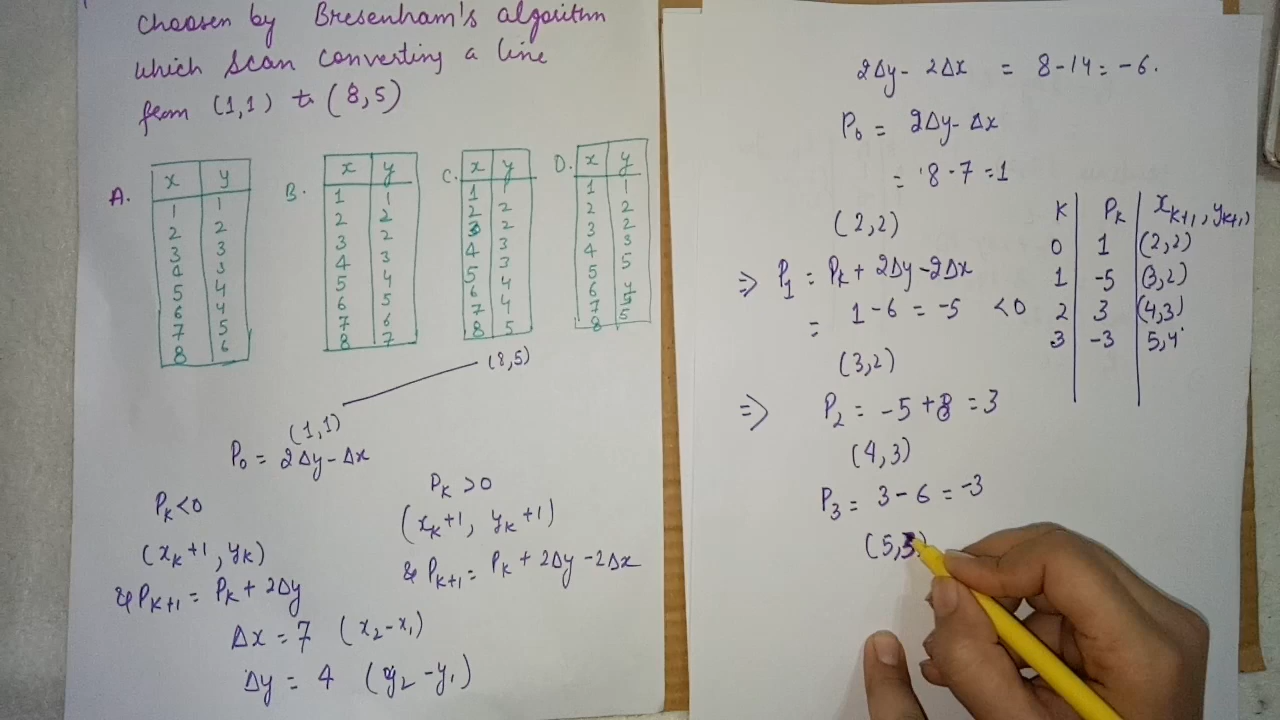 choosen by Bresenham's algorithm
which scan converting a line
from (1,1) to (8,5)
A.
x y
1 1
2 2
3 3
4 3
5 4
6 4
7 5
8 6
B.
x y
1 1
2 2
3 2
4 3
5 4
6 5
7 6
8 7
C.
x y
1 1
2 2
3 2
4 3
5 3
6 4
7 4
8 5
D.
x y
1 1
2 2
3 2
4 3
5 5
6 4
7 5
8 5
(8,5)
(1,1)
P0 = 2Δy - Δx
PK < 0
(xK+1, yK)
& PK+1 = PK + 2Δy
PK > 0
(xK+1, yK+1)
& PK+1 = PK + 2Δy - 2Δx
Δx = 7 (x2 - x1)
Δy = 4 (y2 - y1)
2Δy - 2Δx = 8 - 14 = -6.
P0 = 2Δy - Δx
= 8 - 7 = 1
(2,2)
⇒ P1 = PK + 2Δy - 2Δx
= 1 - 6 = -5 < 0
(3,2)
⇒ P2 = -5 + 8 = 3
(4,3)
P3 = 3 - 6 = -3
(5,3)
K PK xK+1, yK+1)
0 1 (2,2)
1 -5 (3,2)
2 3 (4,3)
3 -3 5,4